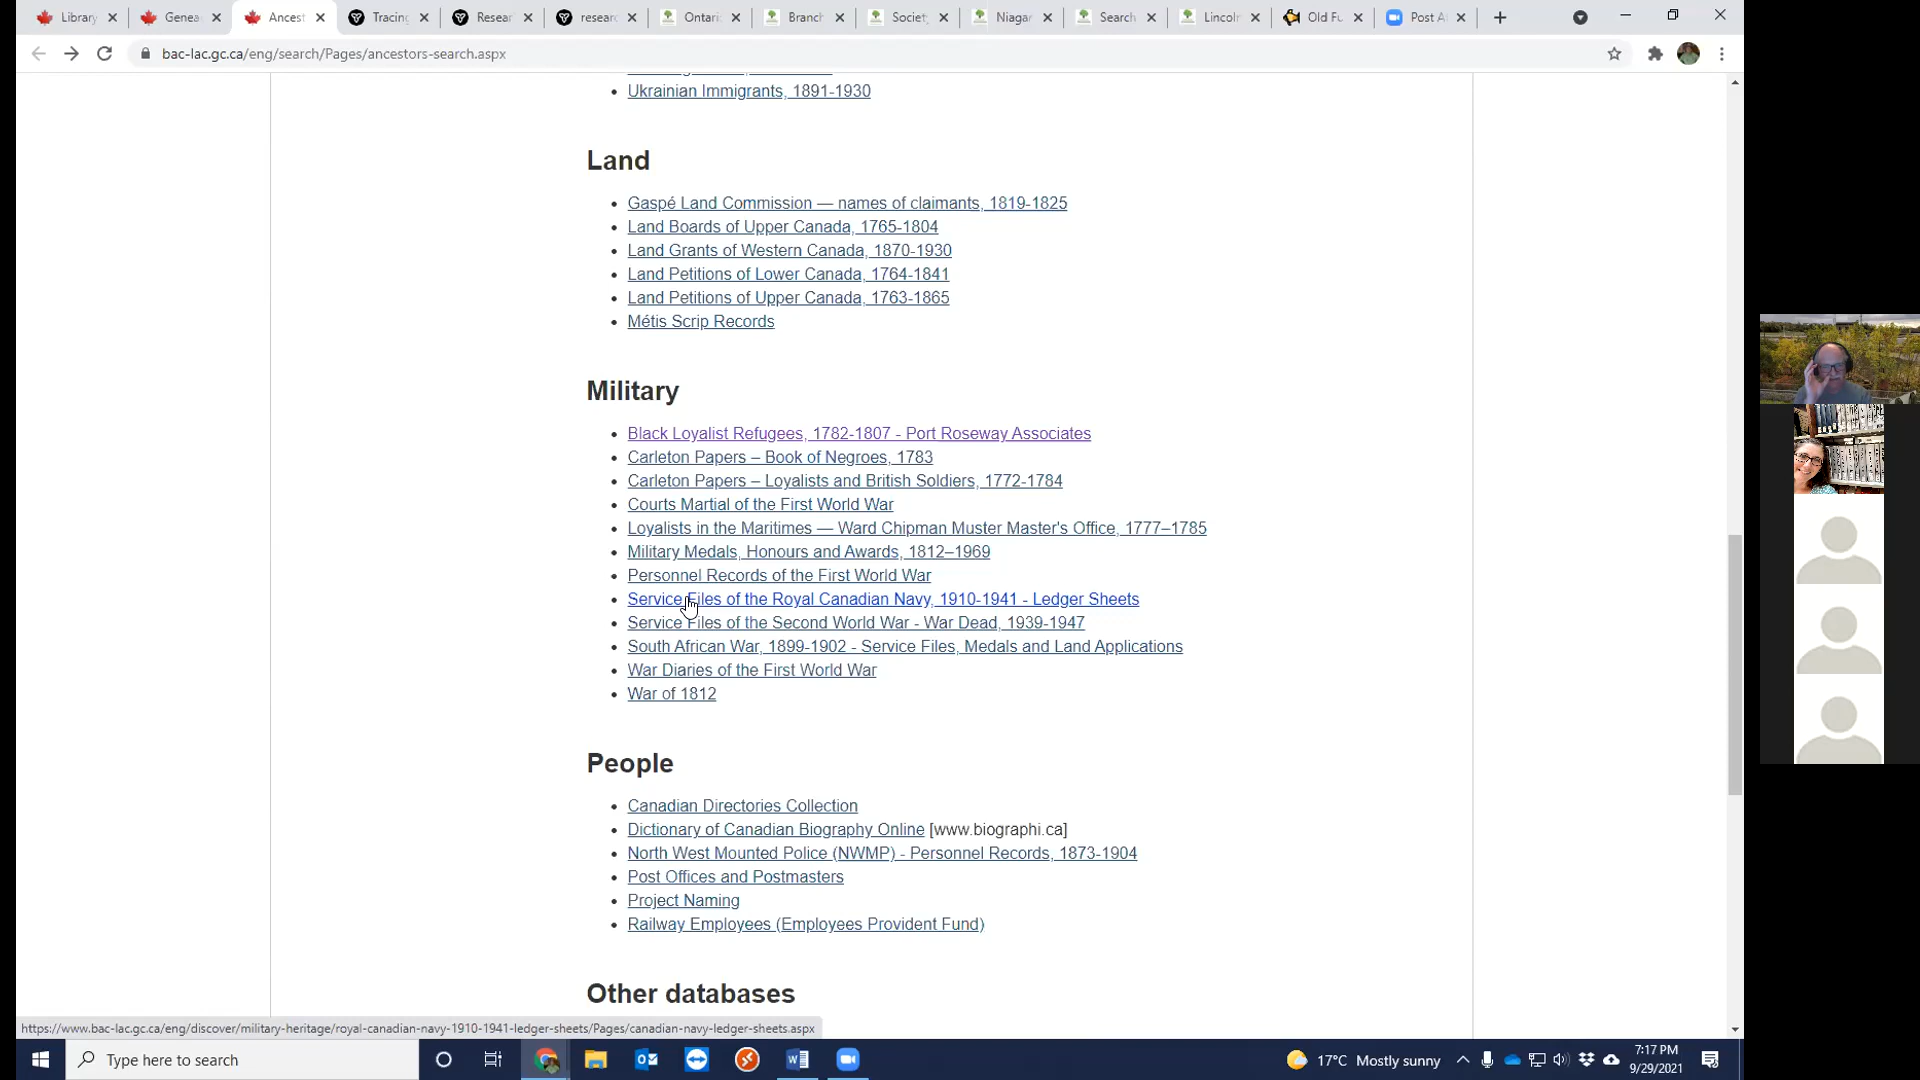 Library
Genea
Ancest
Tracing
Resear
researc
Ontari
Branch
Society
Niagar
Search
Lincoln
Old Fu
Post A
bac-lac.gc.ca/eng/search/Pages/ancestors-search.aspx
Ukrainian Immigrants, 1891-1930
Land
Gaspé Land Commission — names of claimants, 1819-1825
Land Boards of Upper Canada, 1765-1804
Land Grants of Western Canada, 1870-1930
Land Petitions of Lower Canada, 1764-1841
Land Petitions of Upper Canada, 1763-1865
Métis Scrip Records
Military
Black Loyalist Refugees, 1782-1807 - Port Roseway Associates
Carleton Papers – Book of Negroes, 1783
Carleton Papers – Loyalists and British Soldiers, 1772-1784
Courts Martial of the First World War
Loyalists in the Maritimes — Ward Chipman Muster Master's Office, 1777–1785
Military Medals, Honours and Awards, 1812–1969
Personnel Records of the First World War
Service Files of the Royal Canadian Navy, 1910-1941 - Ledger Sheets
Service Files of the Second World War - War Dead, 1939-1947
South African War, 1899-1902 - Service Files, Medals and Land Applications
War Diaries of the First World War
War of 1812
People
Canadian Directories Collection
Dictionary of Canadian Biography Online [www.biographi.ca]
North West Mounted Police (NWMP) - Personnel Records, 1873-1904
Post Offices and Postmasters
Project Naming
Railway Employees (Employees Provident Fund)
Other databases
https://www.bac-lac.gc.ca/eng/discover/military-heritage/royal-canadian-navy-1910-1941-ledger-sheets/Pages/canadian-navy-ledger-sheets.aspx
Type here to search
17°C Mostly sunny
7:17 PM
9/29/2021